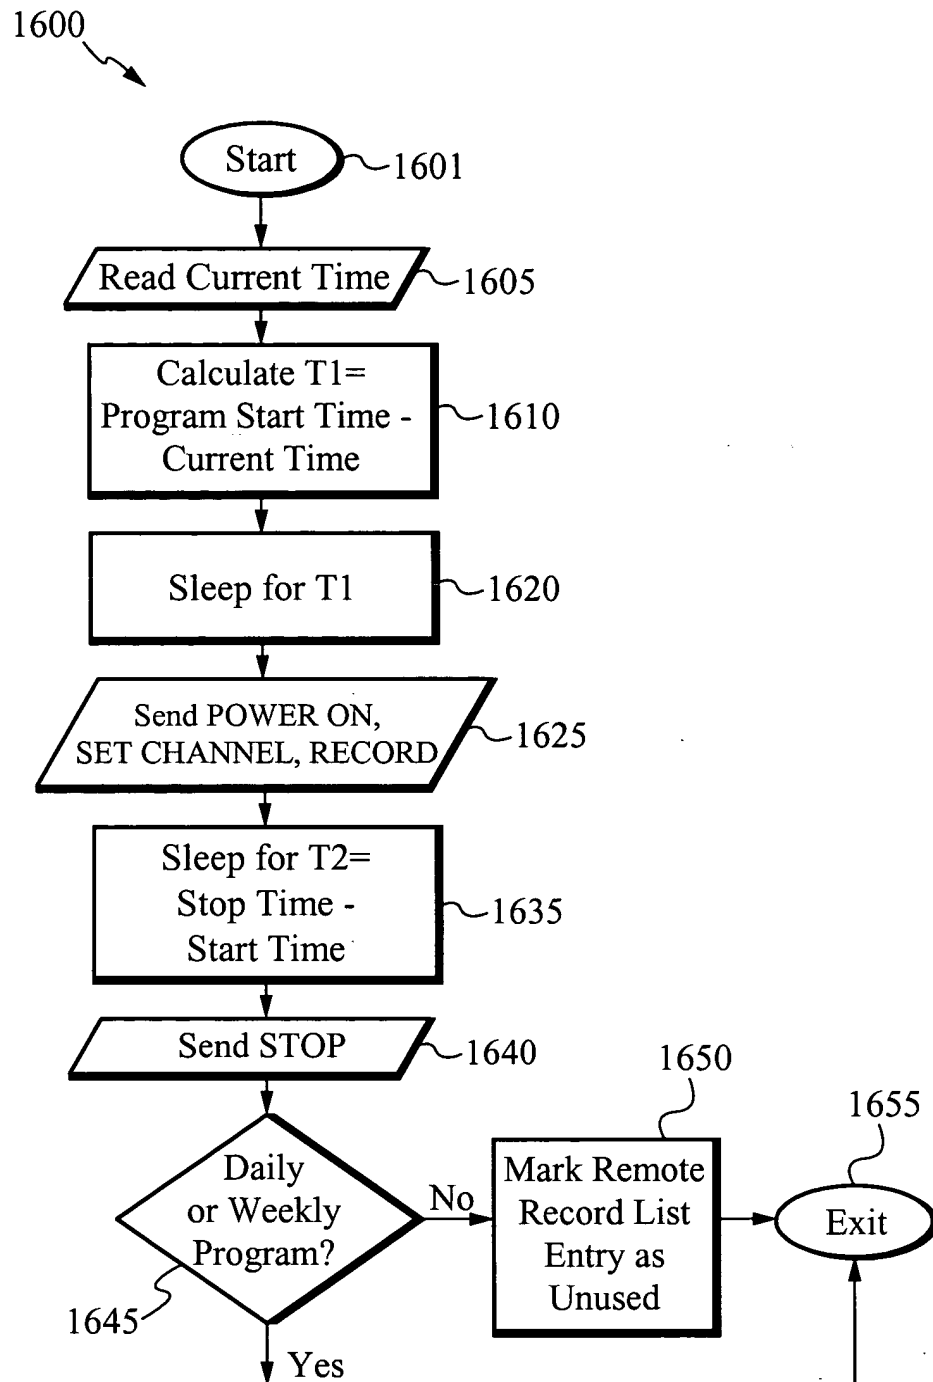 1600
Start
1601
Read Current Time
1605
Calculate T1=
Program Start Time -
Current Time
1610
Sleep for T1
1620
Send POWER ON,
SET CHANNEL, RECORD
1625
Sleep for T2=
Stop Time -
Start Time
1635
Send STOP
1640
Daily
or Weekly
Program?
1645
No
Mark Remote
Record List
Entry as
Unused
1650
Exit
1655
Yes